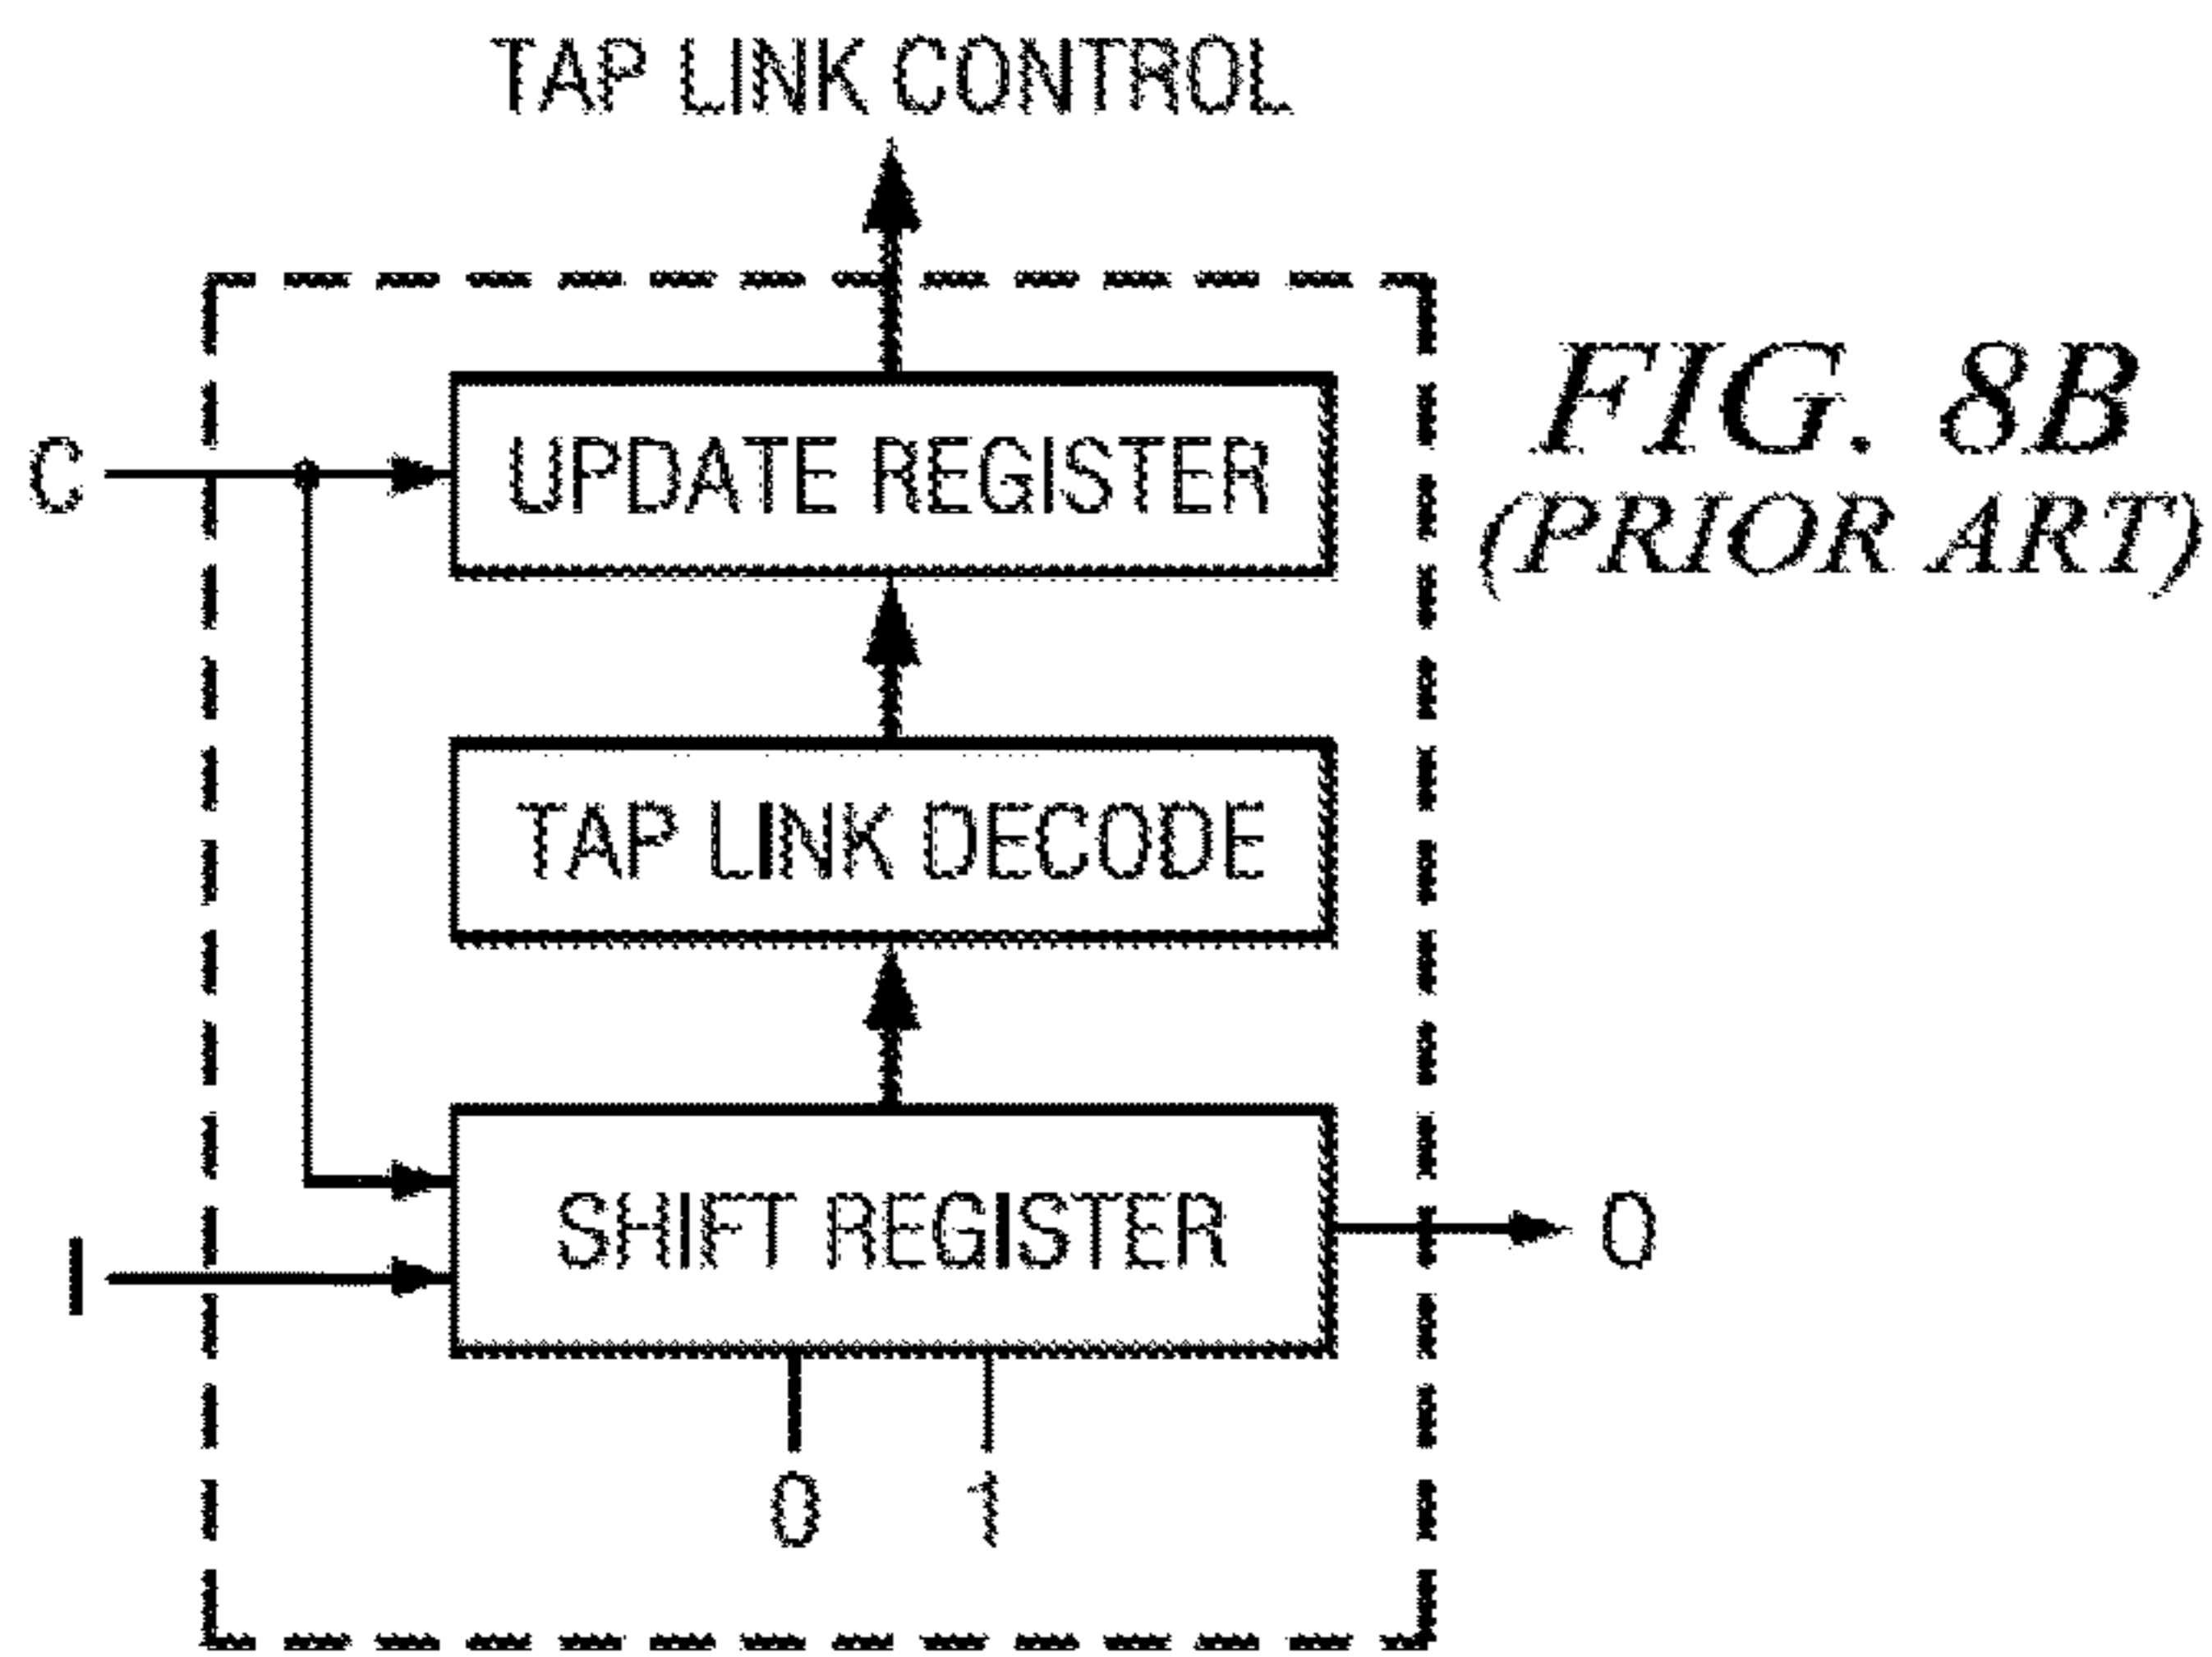 TAP LINK CONTROL
FIG. 8B
(PRIOR ART)
C
UPDATE REGISTER
TAP LINK DECODE
SHIFT REGISTER
I
O
0 1